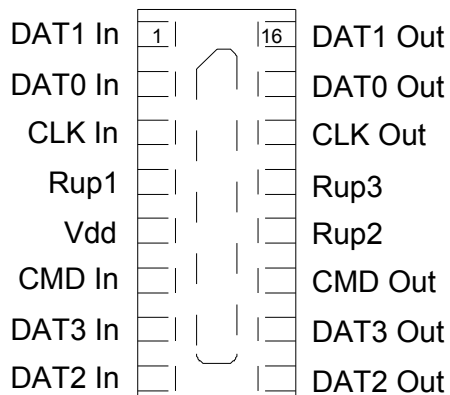 DAT1 In 1 16 DAT1 Out
DAT0 In DAT0 Out
CLK In CLK Out
Rup1 Rup3
Vdd Rup2
CMD In CMD Out
DAT3 In DAT3 Out
DAT2 In DAT2 Out